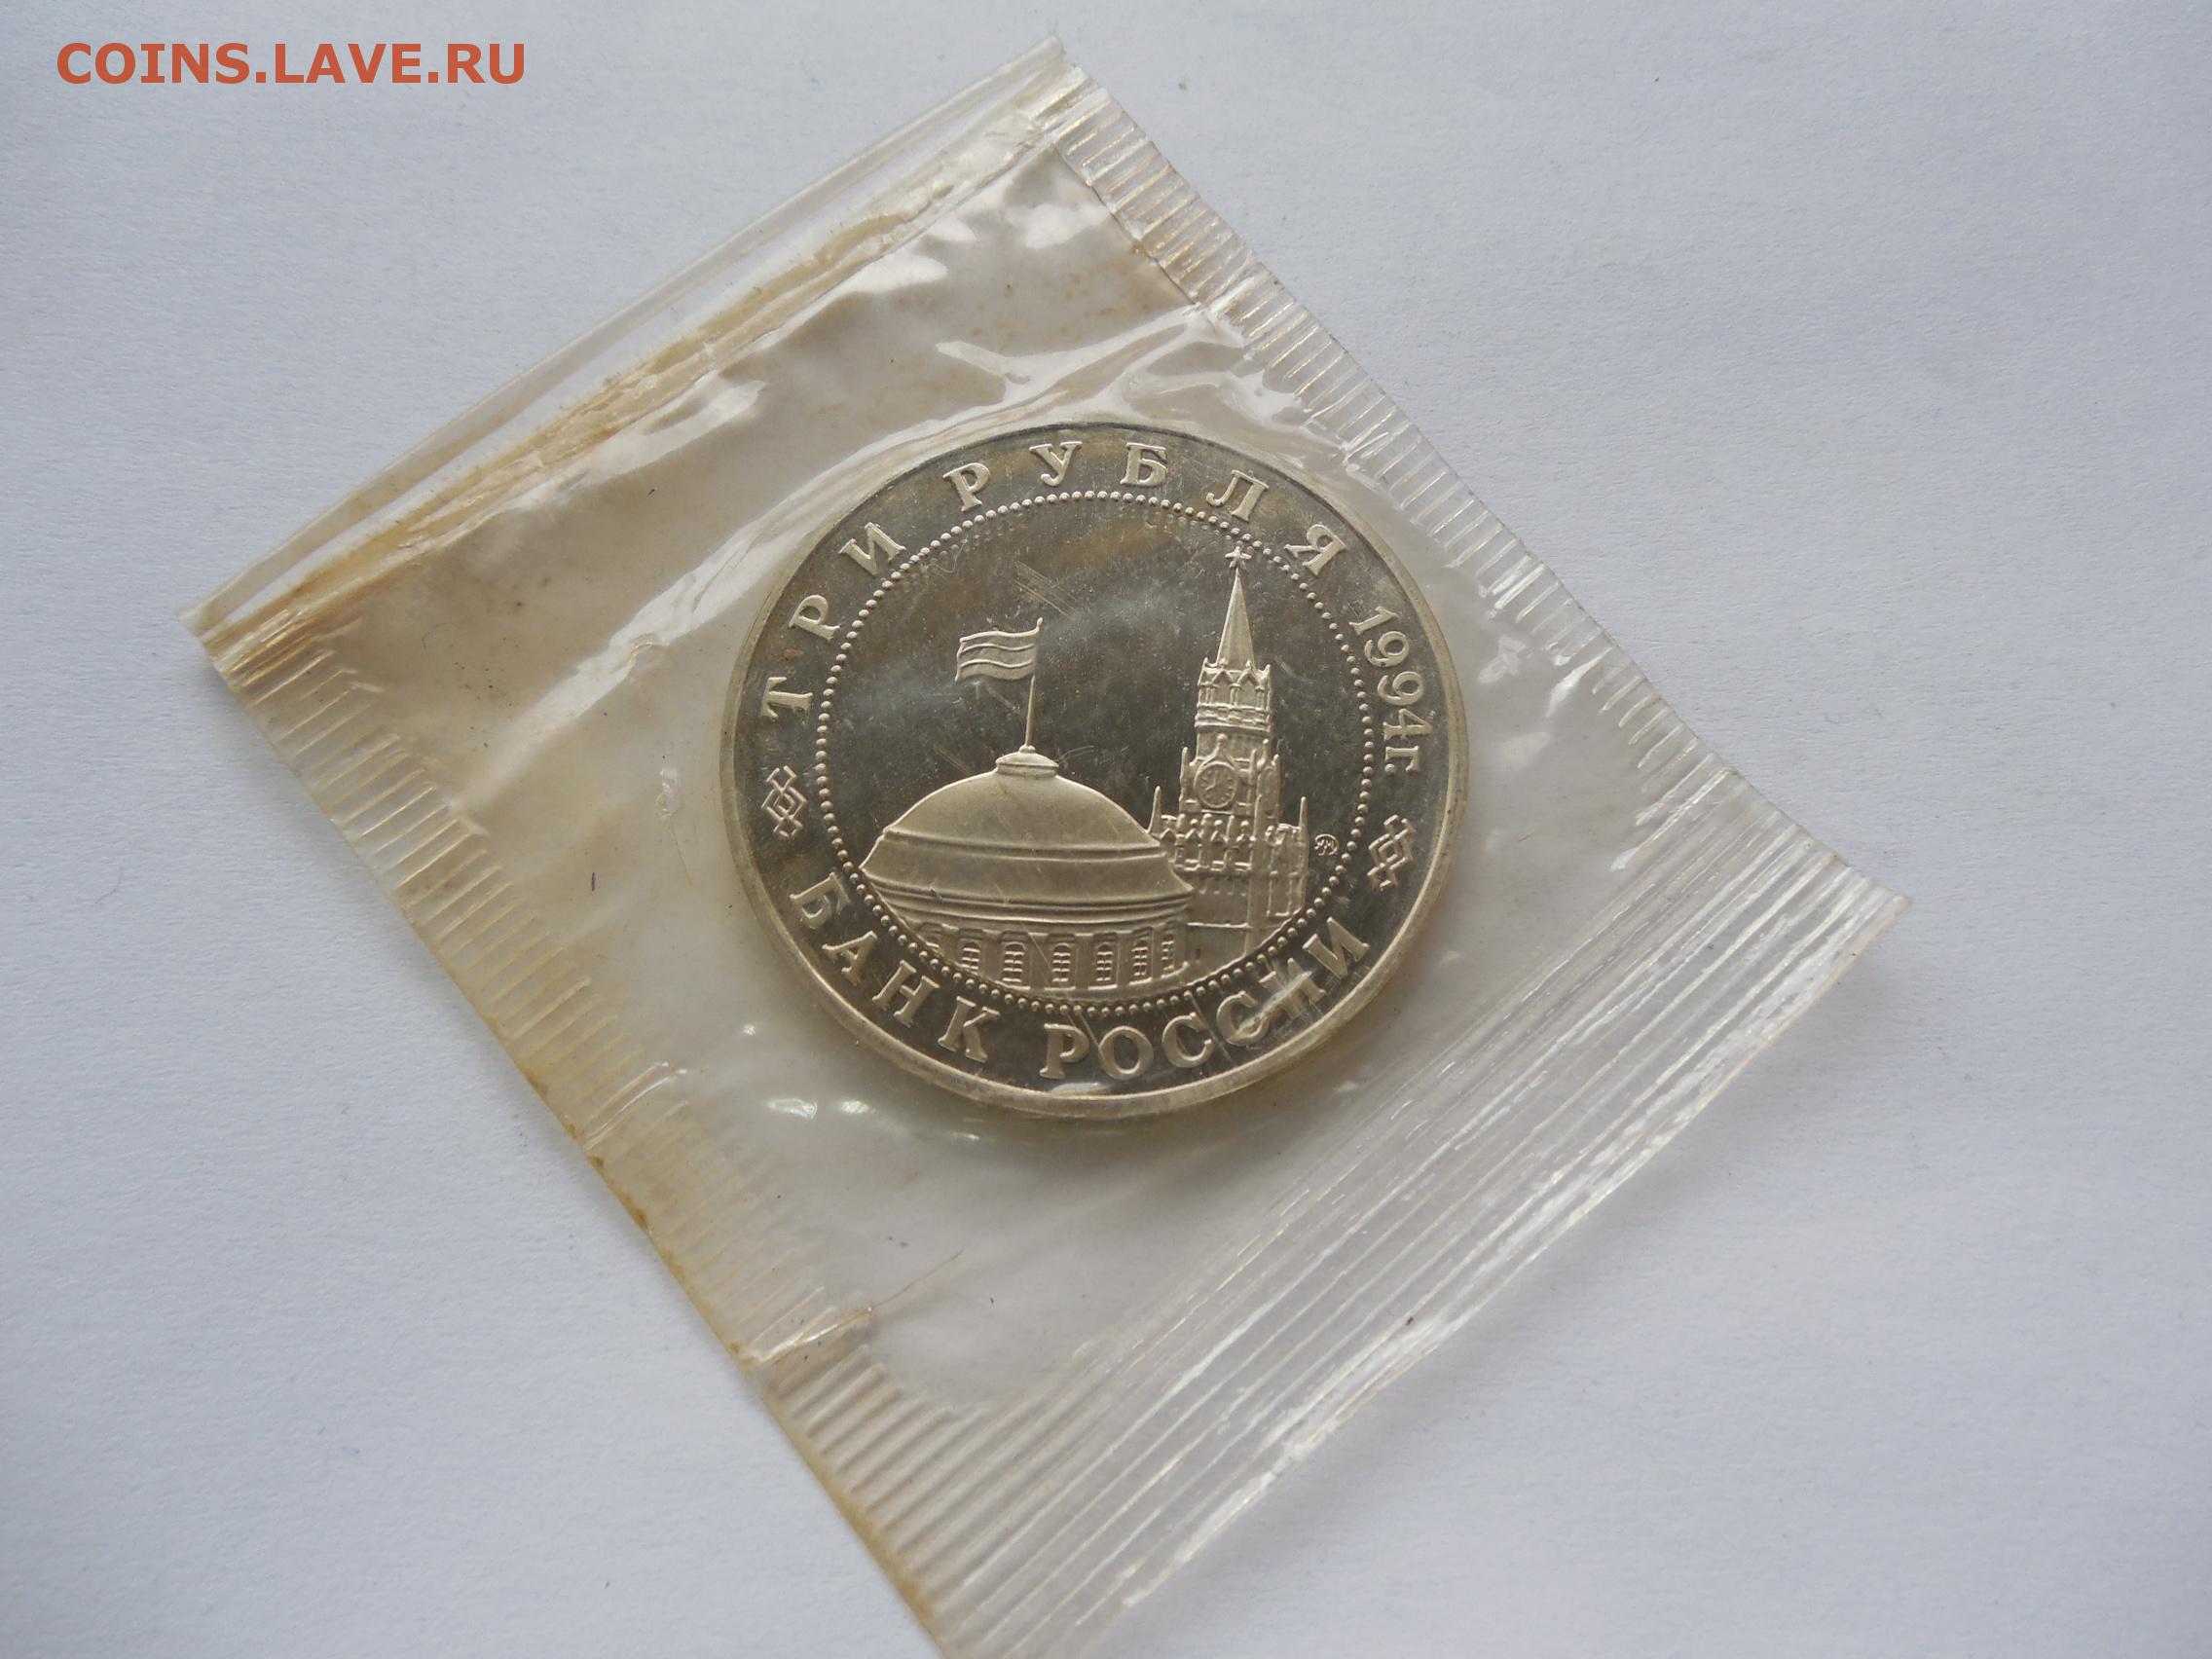 COINS.LAVE.RU
ТРИ РУБЛЯ 1994г.
БАНК РОССИИ